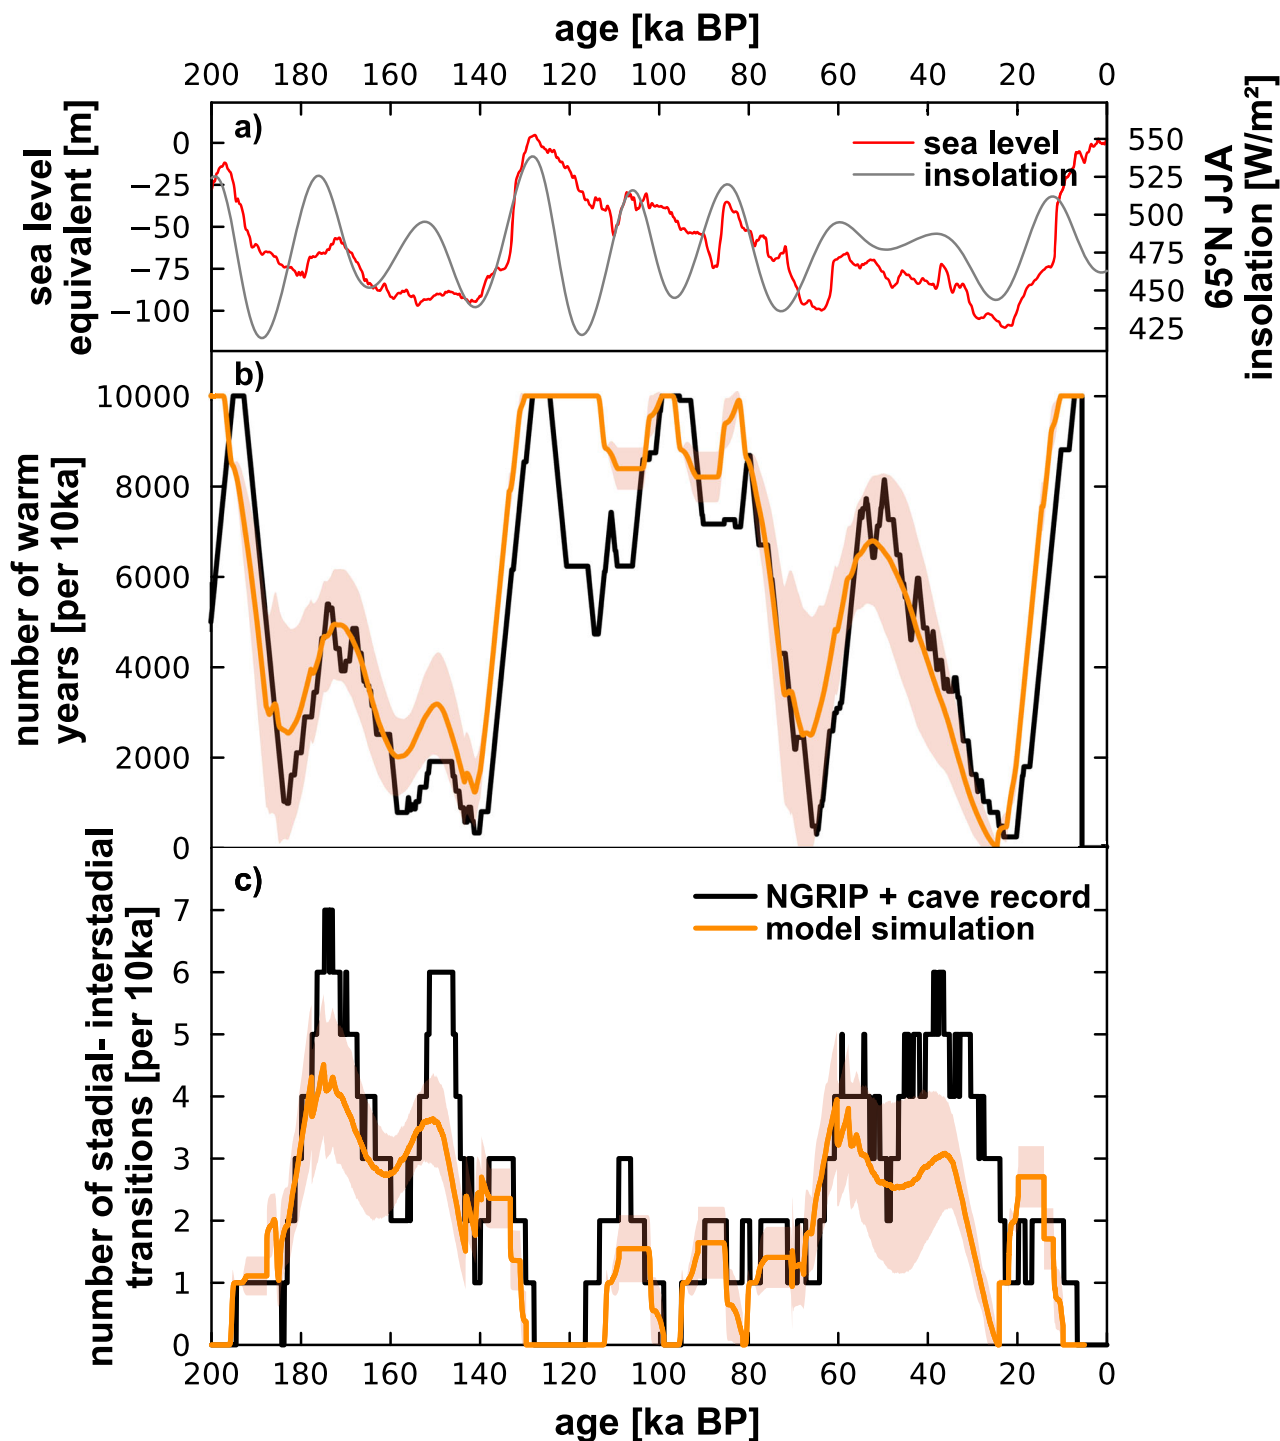 age [ka BP]
200 180 160 140 120 100 80 60 40 20 0
a)
sea level
equivalent [m]
0
−25
−50
−75
−100
sea level
insolation
550
525
500
475
450
425
65°N JJA
insolation [W/m²]
b)
number of warm
years [per 10ka]
10000
8000
6000
4000
2000
0
c)
number of stadial- interstadial
transitions [per 10ka]
7
6
5
4
3
2
1
0
NGRIP + cave record
model simulation
200 180 160 140 120 100 80 60 40 20 0
age [ka BP]